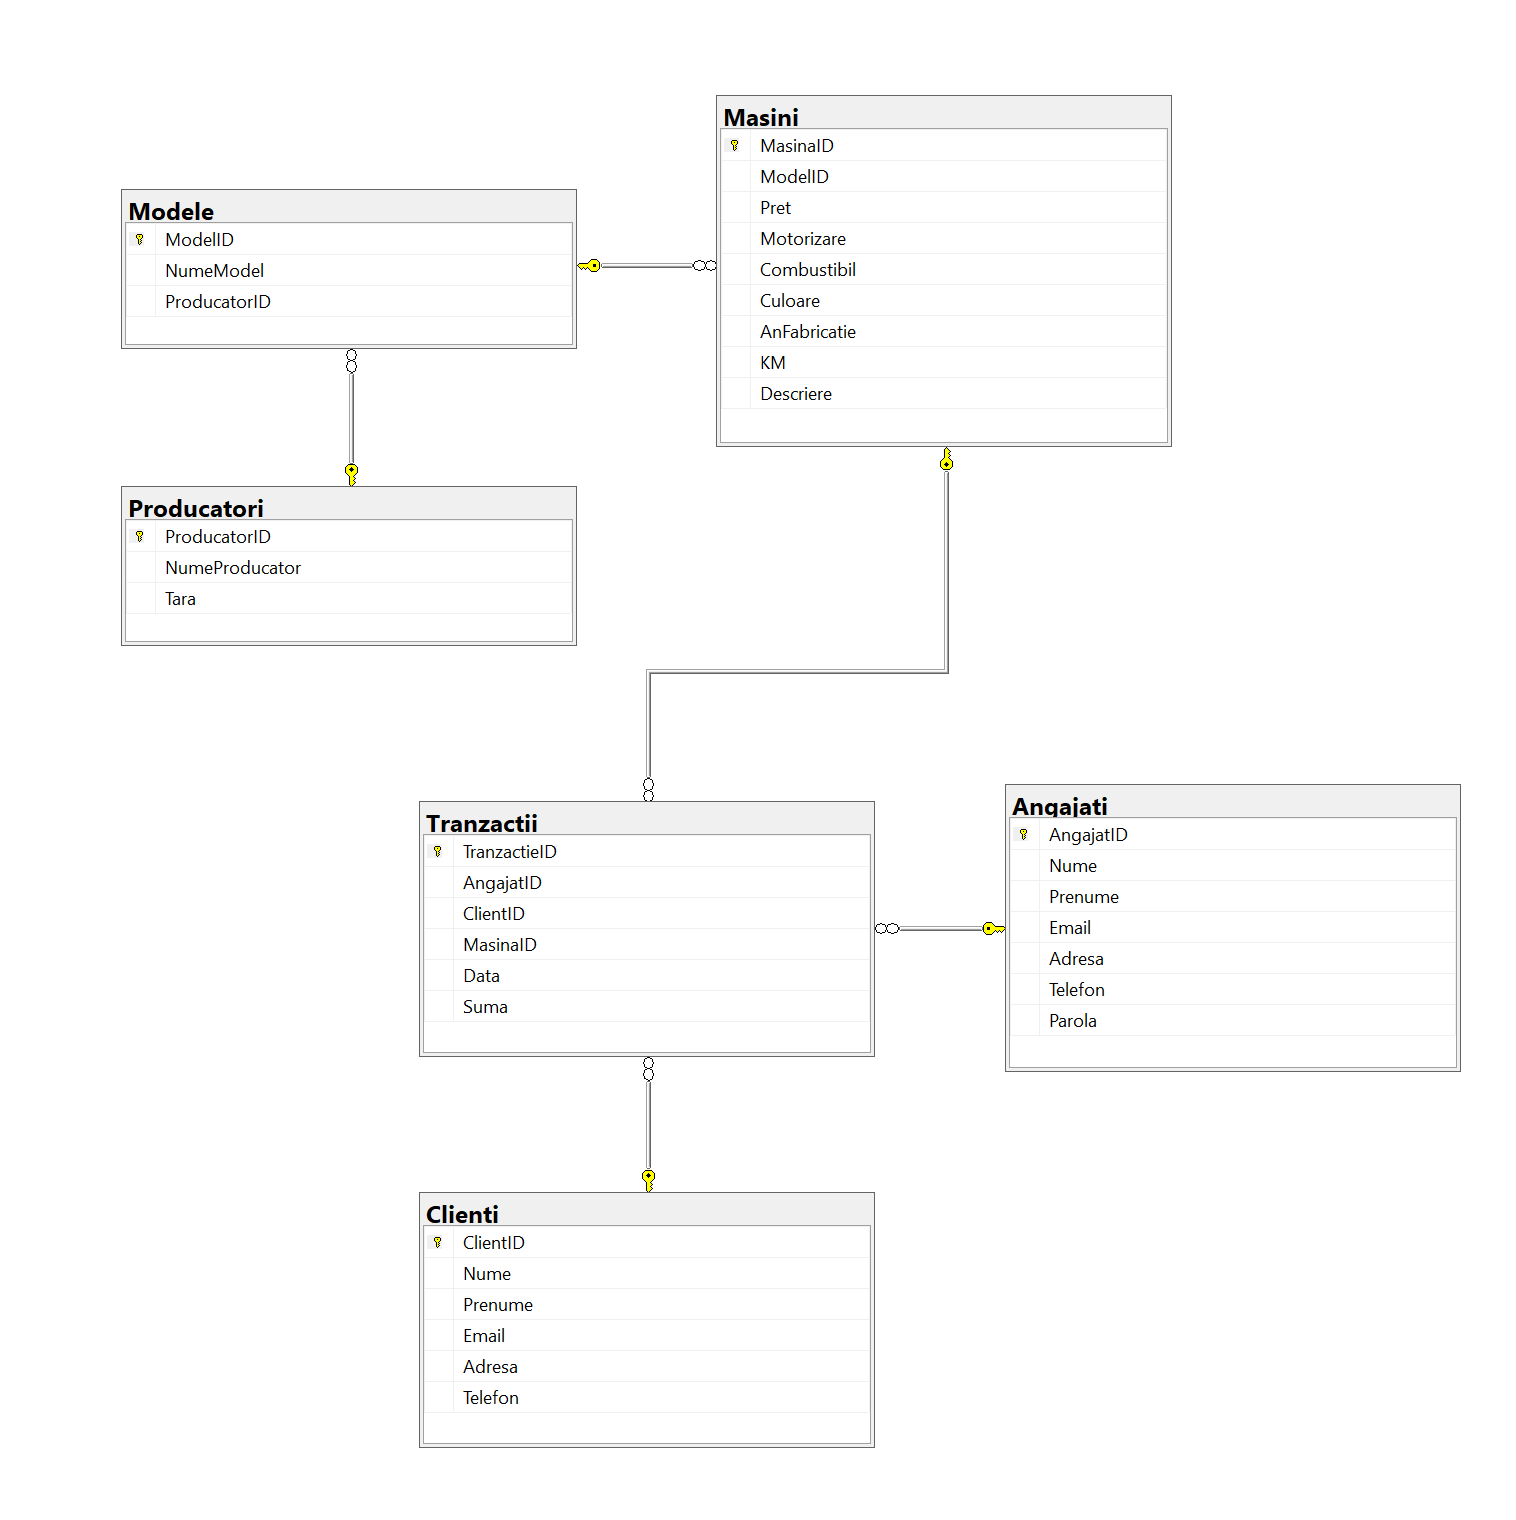 Masini
MasinaID
ModelID
Pret
Motorizare
Combustibil
Culoare
AnFabricatie
KM
Descriere
Modele
ModelID
NumeModel
ProducatorID
Producatori
ProducatorID
NumeProducator
Tara
Tranzactii
TranzactieID
AngajatID
ClientID
MasinaID
Data
Suma
Angajati
AngajatID
Nume
Prenume
Email
Adresa
Telefon
Parola
Clienti
ClientID
Nume
Prenume
Email
Adresa
Telefon